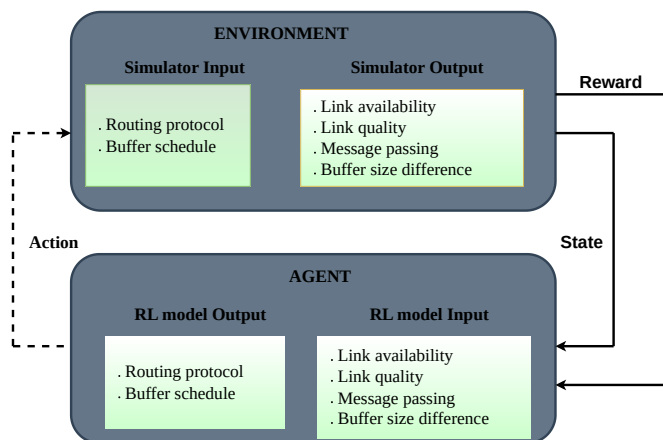 ENVIRONMENT
Simulator Input
. Routing protocol
. Buffer schedule
Simulator Output
. Link availability
. Link quality
. Message passing
. Buffer size difference
Reward
Action
State
AGENT
RL model Output
. Routing protocol
. Buffer schedule
RL model Input
. Link availability
. Link quality
. Message passing
. Buffer size difference